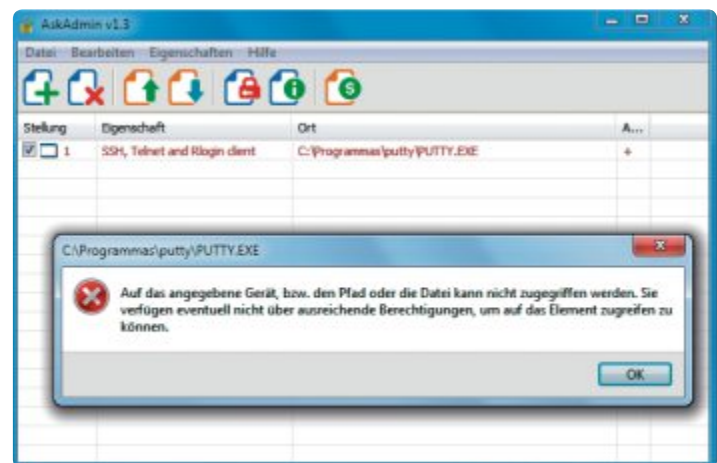 AskAdmin v1.3
Datei Bearbeiten Eigenschaften Hilfe
Stellung Eigenschaft Ort A...
1 SSH, Telnet and Rlogin client C:\Programmas\putty\PUTTY.EXE +
C:\Programmas\putty\PUTTY.EXE
Auf das angegebene Gerät, bzw. den Pfad oder die Datei kann nicht zugegriffen werden. Sie
verfügen eventuell nicht über ausreichende Berechtigungen, um auf das Element zugreifen zu
können.
OK